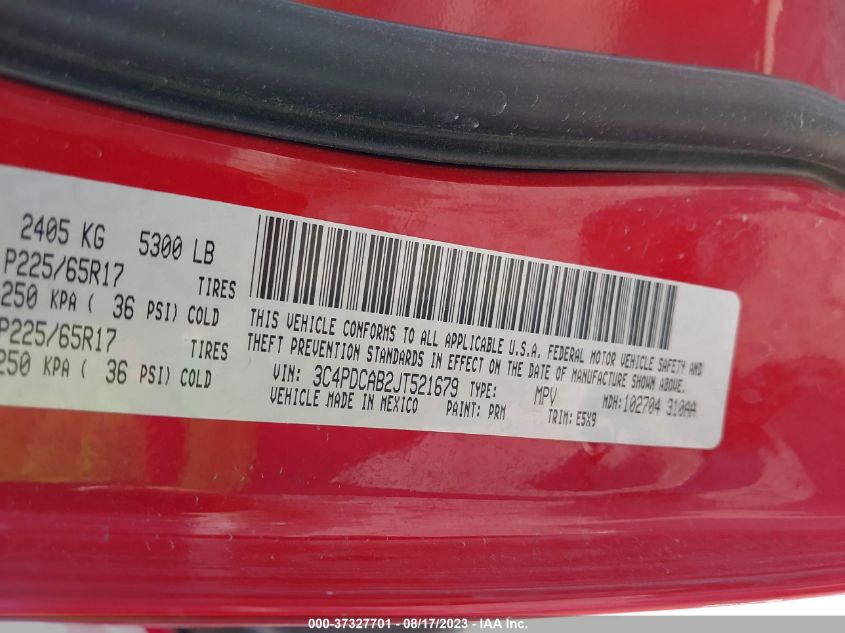 2405 KG 5300 LB
P225/65R17 TIRES
250 KPA ( 36 PSI) COLD
P225/65R17 TIRES
250 KPA ( 36 PSI) COLD
THIS VEHICLE CONFORMS TO ALL APPLICABLE U.S.A. FEDERAL MOTOR VEHICLE SAFETY AND
THEFT PREVENTION STANDARDS IN EFFECT ON THE DATE OF MANUFACTURE SHOWN ABOVE.
VIN: 3C4PDCAB2JT521679 TYPE: MPV MDH: 102704 310AA
VEHICLE MADE IN MEXICO PAINT: PRM TRIM: E5X9
000-37327701 - 08/17/2023 - © IAA Inc.